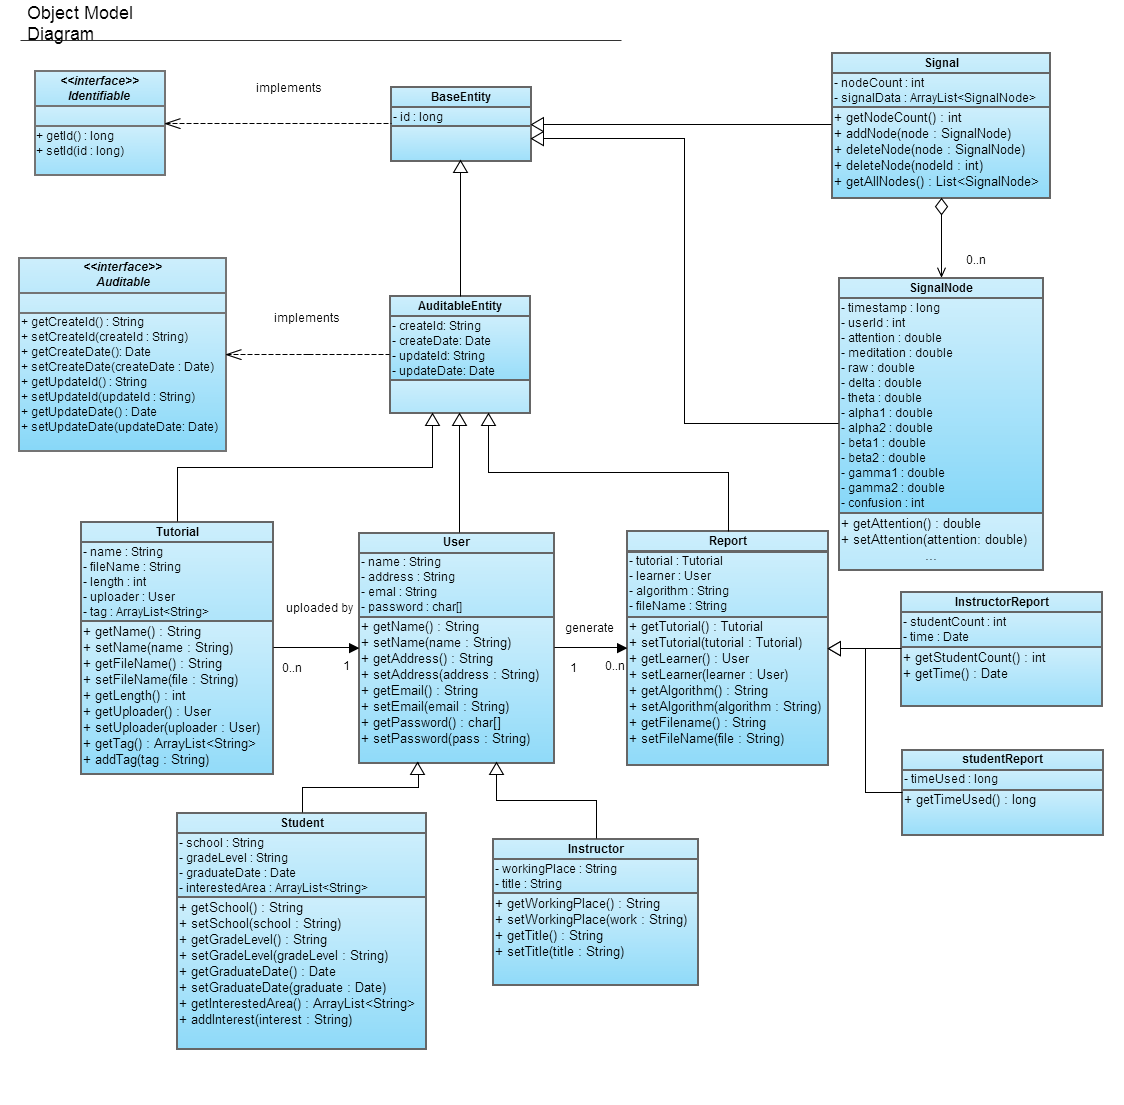 Object Model
Diagram
<<interface>>
Identifiable
+ getId() : long
+ setId(id : long)
implements
BaseEntity
- id : long
Signal
- nodeCount : int
- signalData : ArrayList<SignalNode>
+ getNodeCount() : int
+ addNode(node : SignalNode)
+ deleteNode(node : SignalNode)
+ deleteNode(nodeId : int)
+ getAllNodes() : List<SignalNode>
0..n
<<interface>>
Auditable
+ getCreateId() : String
+ setCreateId(createId : String)
+ getCreateDate(): Date
+ setCreateDate(createDate : Date)
+ getUpdateId() : String
+ setUpdateId(updateId : String)
+ getUpdateDate() : Date
+ setUpdateDate(updateDate: Date)
implements
AuditableEntity
- createId: String
- createDate: Date
- updateId: String
- updateDate: Date
SignalNode
- timestamp : long
- userId : int
- attention : double
- meditation : double
- raw : double
- delta : double
- theta : double
- alpha1 : double
- alpha2 : double
- beta1 : double
- beta2 : double
- gamma1 : double
- gamma2 : double
- confusion : int
+ getAttention() : double
+ setAttention(attention: double)
...
Tutorial
- name : String
- fileName : String
- length : int
- uploader : User
- tag : ArrayList<String>
+ getName() : String
+ setName(name : String)
+ getFileName() : String
+ setFileName(file : String)
+ getLength() : int
+ getUploader() : User
+ setUploader(uploader : User)
+ getTag() : ArrayList<String>
+ addTag(tag : String)
uploaded by
0..n
1
User
- name : String
- address : String
- emal : String
- password : char[]
+ getName() : String
+ setName(name : String)
+ getAddress() : String
+ setAddress(address : String)
+ getEmail() : String
+ setEmail(email : String)
+ getPassword() : char[]
+ setPassword(pass : String)
generate
1
0..n
Report
- tutorial : Tutorial
- learner : User
- algorithm : String
- fileName : String
+ getTutorial() : Tutorial
+ setTutorial(tutorial : Tutorial)
+ getLearner() : User
+ setLearner(learner : User)
+ getAlgorithm() : String
+ setAlgorithm(algorithm : String)
+ getFilename() : String
+ setFileName(file : String)
InstructorReport
- studentCount : int
- time : Date
+ getStudentCount() : int
+ getTime() : Date
studentReport
- timeUsed : long
+ getTimeUsed() : long
Student
- school : String
- gradeLevel : String
- graduateDate : Date
- interestedArea : ArrayList<String>
+ getSchool() : String
+ setSchool(school : String)
+ getGradeLevel() : String
+ setGradeLevel(gradeLevel : String)
+ getGraduateDate() : Date
+ setGraduateDate(graduate : Date)
+ getInterestedArea() : ArrayList<String>
+ addInterest(interest : String)
Instructor
- workingPlace : String
- title : String
+ getWorkingPlace() : String
+ setWorkingPlace(work : String)
+ getTitle() : String
+ setTitle(title : String)